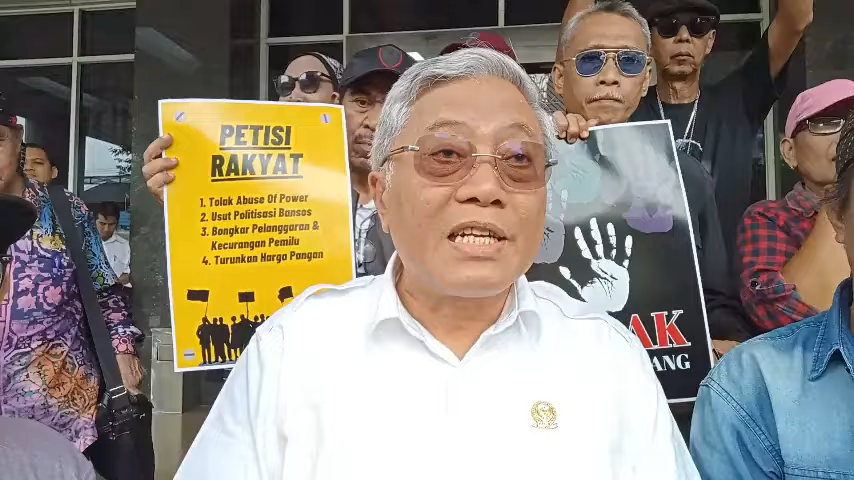 PETISI
RAKYAT
1. Tolak Abuse Of Power
2. Usut Politisasi Bansos
3. Bongkar Pelanggaran &
Kecurangan Pemilu
4. Turunkan Harga Pangan
AK
ANG